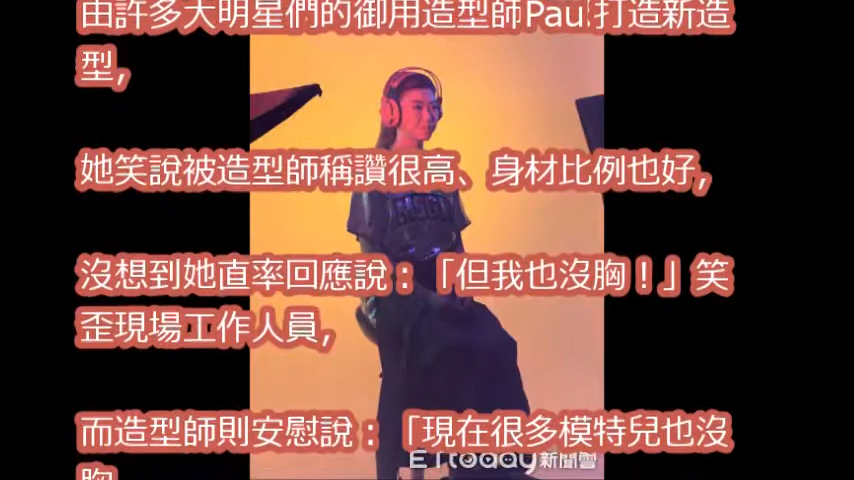 由許多大明星們的御用造型師Paul打造新造
型，
她笑說被造型師稱讚很高、身材比例也好，
沒想到她直率回應說：「但我也沒胸！」笑
歪現場工作人員，
而造型師則安慰說：「現在很多模特兒也沒
胸
ETtoday新聞雲